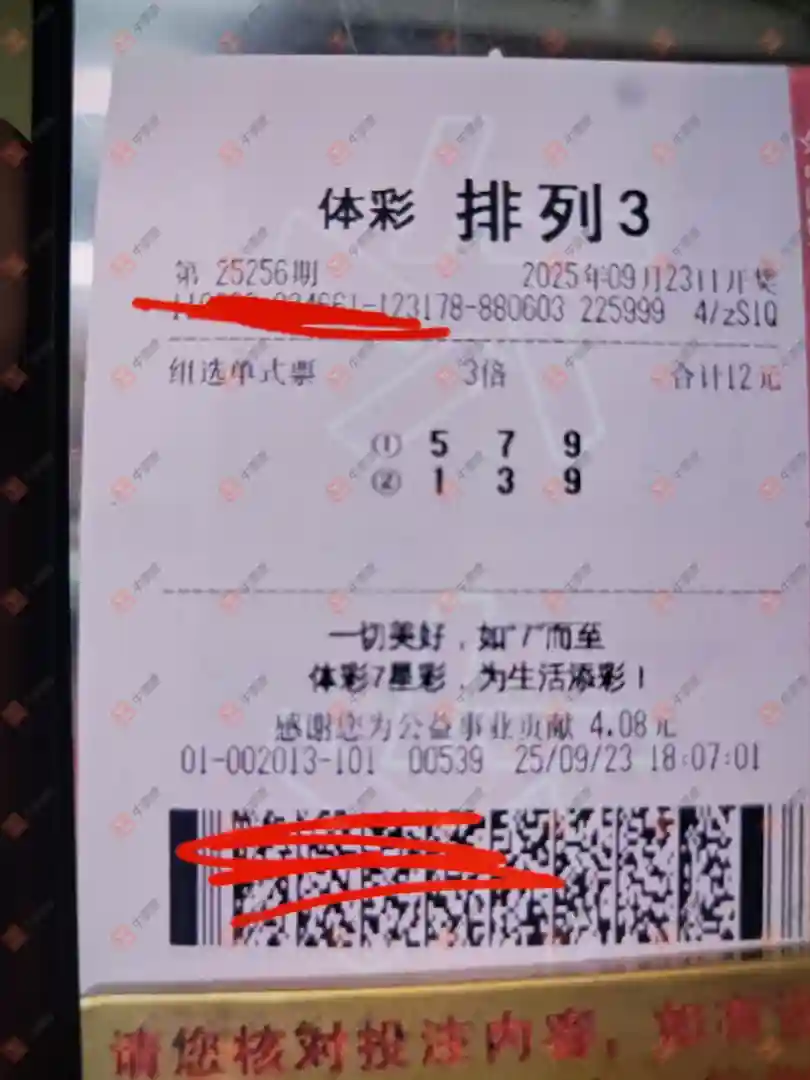 体彩 排列3
第 25256期 2025年09月23日开奖
-123178-880603 225999 4/zS1Q
组选单式票 3倍 合计12元
① 5 7 9
② 1 3 9
一切美好，如“7”而至
体彩7星彩，为生活添彩！
感谢您为公益事业贡献 4.08元
01-002013-101 00539 25/09/23 18:07:01
请您核对投注内容，如有